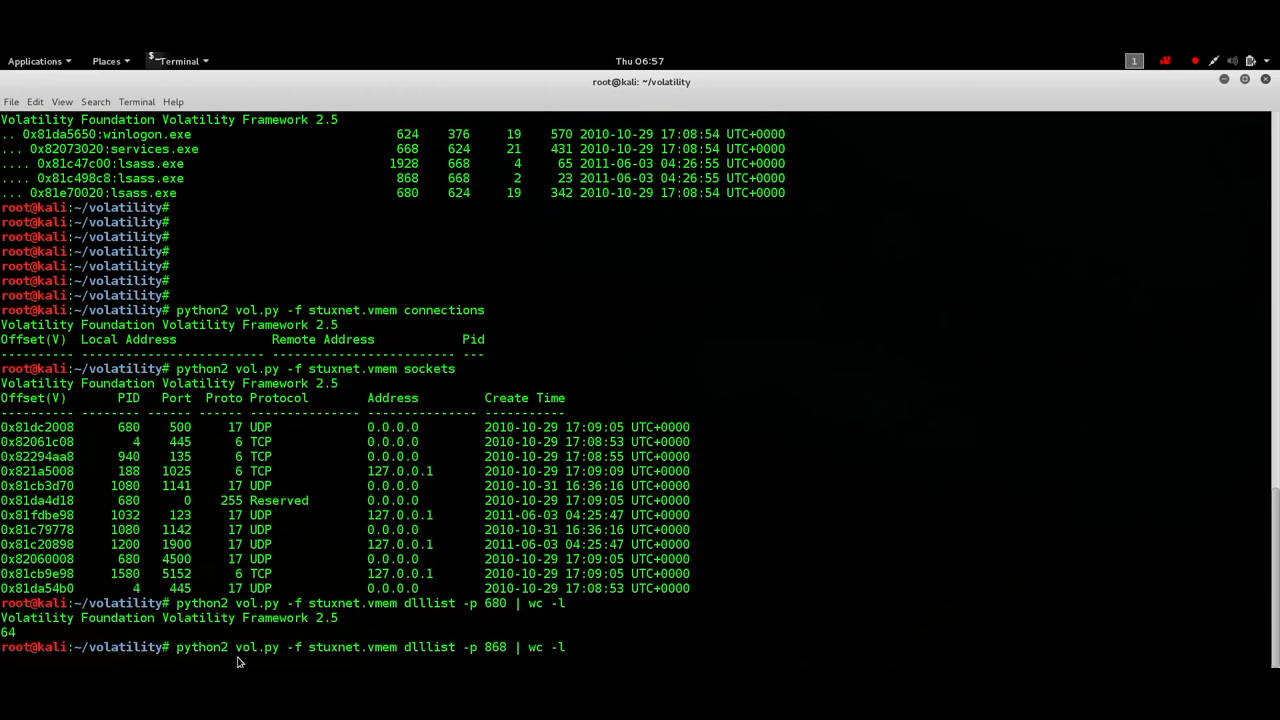 Applications Places Terminal Thu 06:57 1
root@kali: ~/volatility
File Edit View Search Terminal Help
Volatility Foundation Volatility Framework 2.5
.. 0x81da5650:winlogon.exe 624 376 19 570 2010-10-29 17:08:54 UTC+0000
... 0x82073020:services.exe 668 624 21 431 2010-10-29 17:08:54 UTC+0000
.... 0x81c47c00:lsass.exe 1928 668 4 65 2011-06-03 04:26:55 UTC+0000
.... 0x81c498c8:lsass.exe 868 668 2 23 2011-06-03 04:26:55 UTC+0000
... 0x81e70020:lsass.exe 680 624 19 342 2010-10-29 17:08:54 UTC+0000
root@kali:~/volatility#
root@kali:~/volatility#
root@kali:~/volatility#
root@kali:~/volatility#
root@kali:~/volatility#
root@kali:~/volatility#
root@kali:~/volatility#
root@kali:~/volatility# python2 vol.py -f stuxnet.vmem connections
Volatility Foundation Volatility Framework 2.5
Offset(V) Local Address Remote Address Pid
---------- ------------------------- ------------------------- ---
root@kali:~/volatility# python2 vol.py -f stuxnet.vmem sockets
Volatility Foundation Volatility Framework 2.5
Offset(V) PID Port Proto Protocol Address Create Time
---------- -------- ------ ------ --------------- --------------- -----------
0x81dc2008 680 500 17 UDP 0.0.0.0 2010-10-29 17:09:05 UTC+0000
0x82061c08 4 445 6 TCP 0.0.0.0 2010-10-29 17:08:53 UTC+0000
0x82294aa8 940 135 6 TCP 0.0.0.0 2010-10-29 17:08:55 UTC+0000
0x821a5008 188 1025 6 TCP 127.0.0.1 2010-10-29 17:09:09 UTC+0000
0x81cb3d70 1080 1141 17 UDP 0.0.0.0 2010-10-31 16:36:16 UTC+0000
0x81da4d18 680 0 255 Reserved 0.0.0.0 2010-10-29 17:09:05 UTC+0000
0x81fdbe98 1032 123 17 UDP 127.0.0.1 2011-06-03 04:25:47 UTC+0000
0x81c79778 1080 1142 17 UDP 0.0.0.0 2010-10-31 16:36:16 UTC+0000
0x81c20898 1200 1900 17 UDP 127.0.0.1 2011-06-03 04:25:47 UTC+0000
0x82060008 680 4500 17 UDP 0.0.0.0 2010-10-29 17:09:05 UTC+0000
0x81cb9e98 1580 5152 6 TCP 127.0.0.1 2010-10-29 17:09:05 UTC+0000
0x81da54b0 4 445 17 UDP 0.0.0.0 2010-10-29 17:08:53 UTC+0000
root@kali:~/volatility# python2 vol.py -f stuxnet.vmem dlllist -p 680 | wc -l
Volatility Foundation Volatility Framework 2.5
64
root@kali:~/volatility# python2 vol.py -f stuxnet.vmem dlllist -p 868 | wc -l